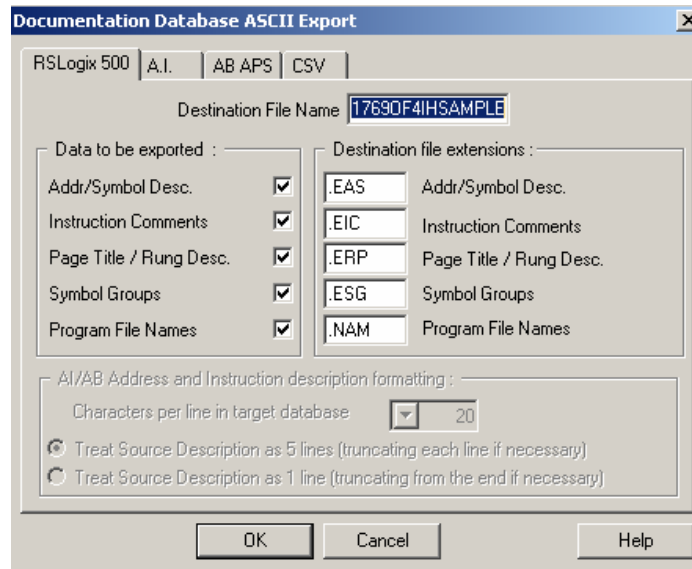 Documentation Database ASCII Export
RSLogix 500 A.I. AB APS CSV
Destination File Name 1769OF4IHSAMPLE
Data to be exported :
Addr/Symbol Desc.
Instruction Comments
Page Title / Rung Desc.
Symbol Groups
Program File Names
Destination file extensions :
.EAS Addr/Symbol Desc.
.EIC Instruction Comments
.ERP Page Title / Rung Desc.
.ESG Symbol Groups
.NAM Program File Names
AI/AB Address and Instruction description formatting :
Characters per line in target database 20
Treat Source Description as 5 lines (truncating each line if necessary)
Treat Source Description as 1 line (truncating from the end if necessary)
OK Cancel Help